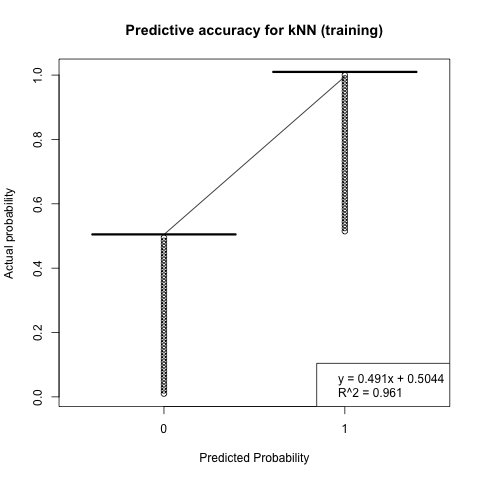 Predictive accuracy for kNN (training)
Actual probability
1.0
0.8
0.6
0.4
0.2
0.0
0
1
Predicted Probability
y = 0.491x + 0.5044
R^2 = 0.961